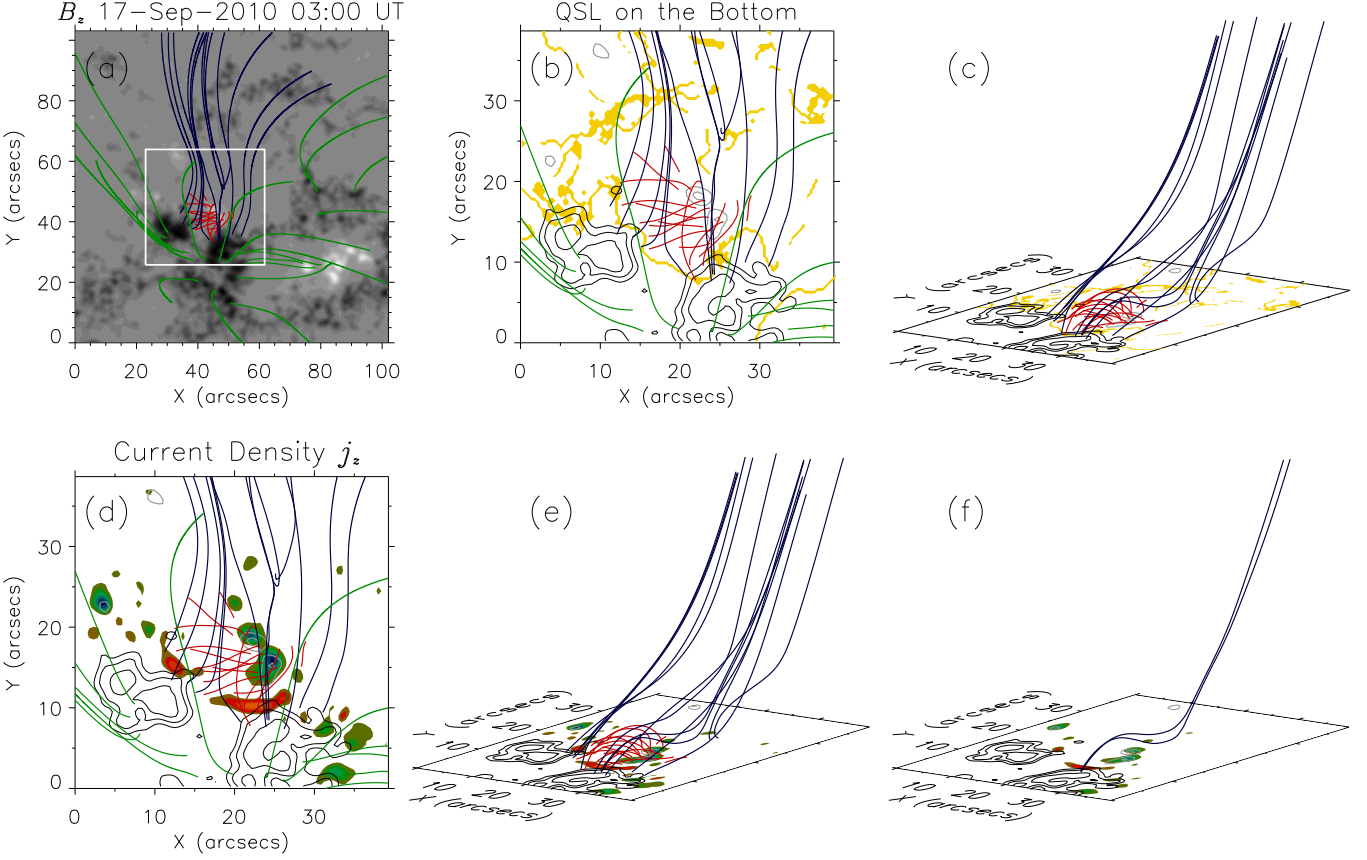 B_z 17-Sep-2010 03:00 UT
QSL on the Bottom
(a)
(b)
(c)
80
60
40
20
0
Y (arcsecs)
0 20 40 60 80 100
X (arcsecs)
30
20
10
0
Y (arcsecs)
0 10 20 30
X (arcsecs)
Y (arcsecs)
10 20 30
10 20 30
X (arcsecs)
Current Density j_z
(d)
(e)
(f)
30
20
10
0
Y (arcsecs)
0 10 20 30
X (arcsecs)
Y (arcsecs)
10 20 30
10 20 30
X (arcsecs)
Y (arcsecs)
10 20 30
10 20 30
X (arcsecs)